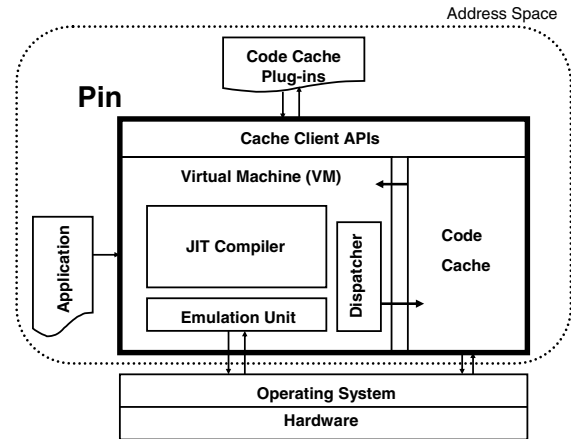 Address Space
Code Cache
Plug-ins
Pin
Cache Client APIs
Virtual Machine (VM)
Application
JIT Compiler
Dispatcher
Code
Cache
Emulation Unit
Operating System
Hardware